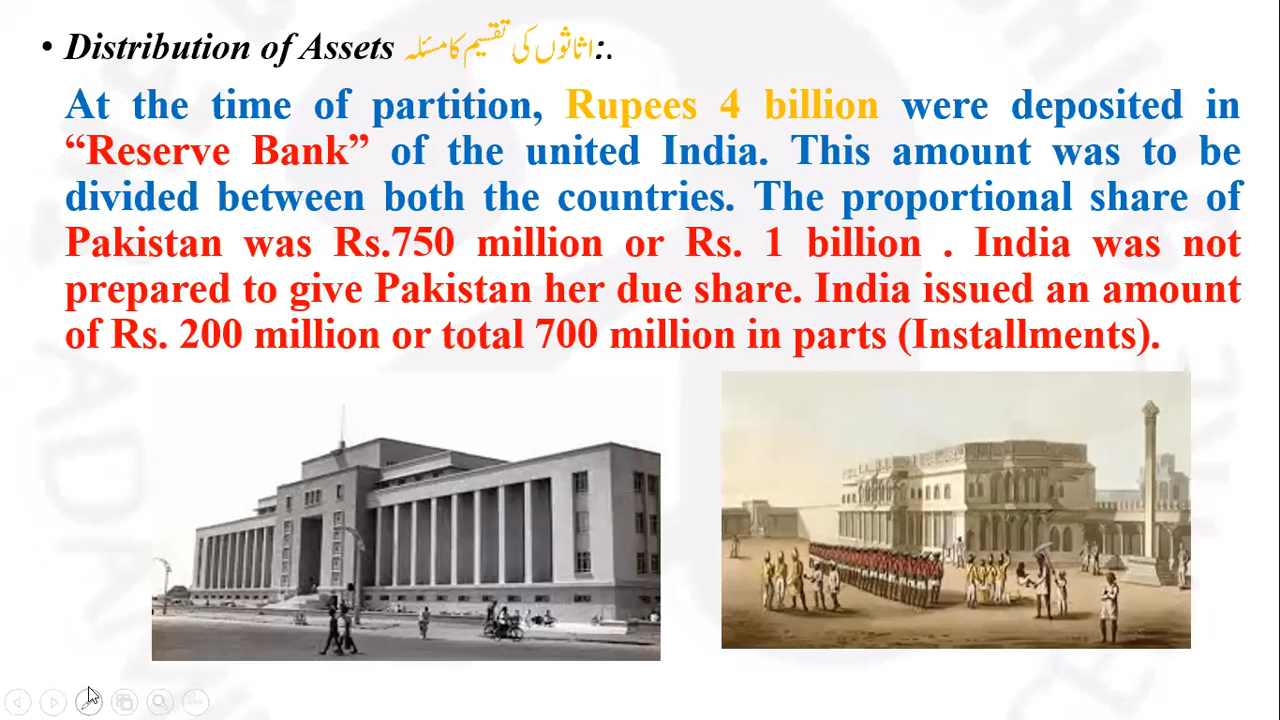 • Distribution of Assets اثاثوں کی تقسیم کا مسئلہ:.
At the time of partition, Rupees 4 billion were deposited in
“Reserve Bank” of the united India. This amount was to be
divided between both the countries. The proportional share of
Pakistan was Rs.750 million or Rs. 1 billion . India was not
prepared to give Pakistan her due share. India issued an amount
of Rs. 200 million or total 700 million in parts (Installments).